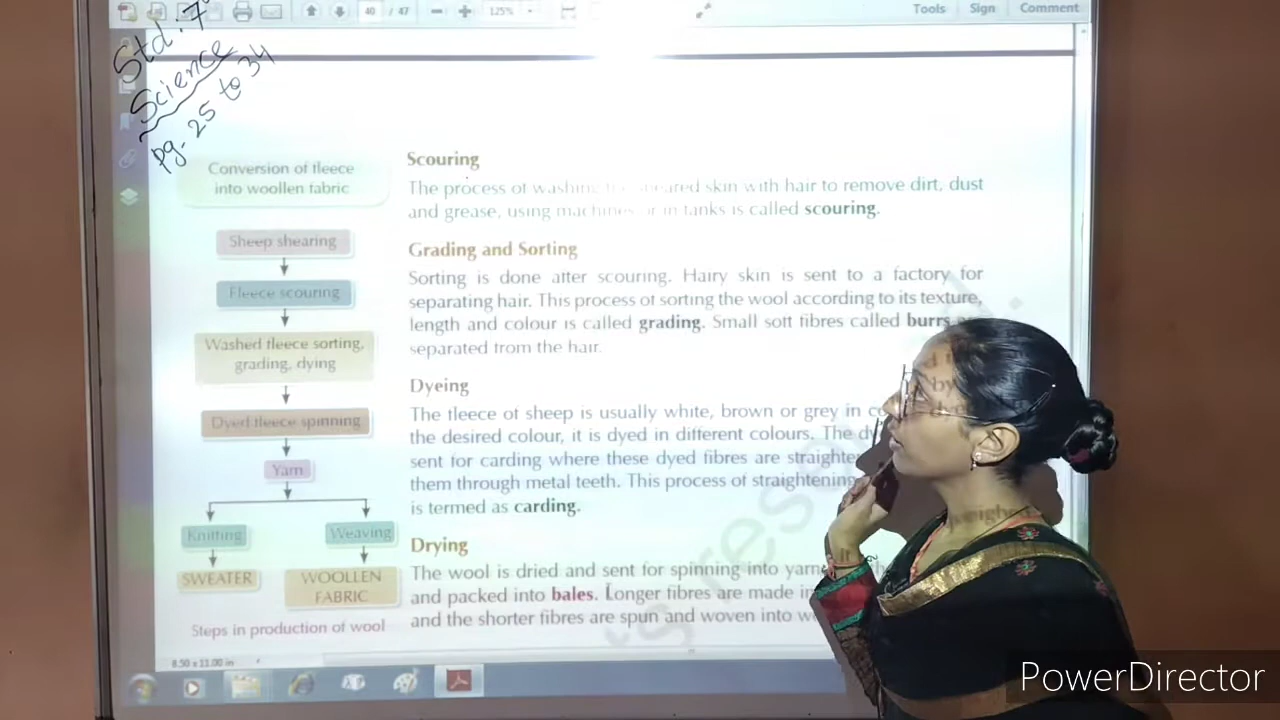 40 / 47
125%
Tools Sign Comment
Std. 7
Science
pg. 25 to 34
Conversion of fleece
into woollen fabric
Sheep shearing
Fleece scouring
Washed fleece sorting,
grading, dying
Dyed fleece spinning
Yarn
Knitting
Weaving
SWEATER
WOOLLEN
FABRIC
Steps in production of wool
8.50 x 11.00 in
Scouring
The process of washing sheared skin with hair to remove dirt, dust
and grease, using machines or in tanks is called scouring.
Grading and Sorting
Sorting is done after scouring. Hairy skin is sent to a factory for
separating hair. This process of sorting the wool according to its texture,
length and colour is called grading. Small soft fibres called burrs
separated from the hair.
Dyeing
The fleece of sheep is usually white, brown or grey in
the desired colour, it is dyed in different colours. The
sent for carding where these dyed fibres are
them through metal teeth. This process of straightening
is termed as carding.
Drying
The wool is dried and sent for spinning into yarn
and packed into bales. Longer fibres are made
and the shorter fibres are spun and woven into
PowerDirector